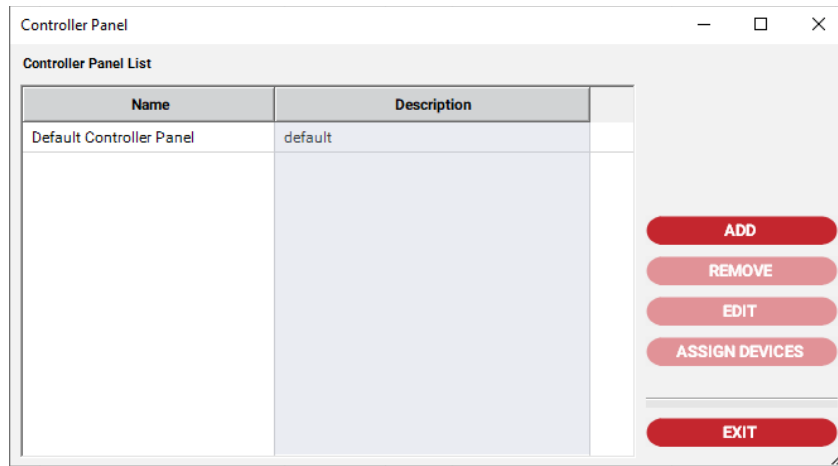 Controller Panel
Controller Panel List
Name Description
Default Controller Panel default
ADD
REMOVE
EDIT
ASSIGN DEVICES
EXIT